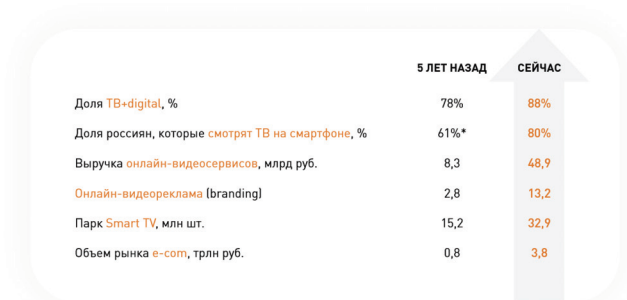 5 ЛЕТ НАЗАД СЕЙЧАС
Доля ТВ+digital, % 78% 88%
Доля россиян, которые смотрят ТВ на смартфоне, % 61%* 80%
Выручка онлайн-видеосервисов, млрд руб. 8,3 48,9
Онлайн-видеореклама (branding) 2,8 13,2
Парк Smart TV, млн шт. 15,2 32,9
Объем рынка e-com, трлн руб. 0,8 3,8